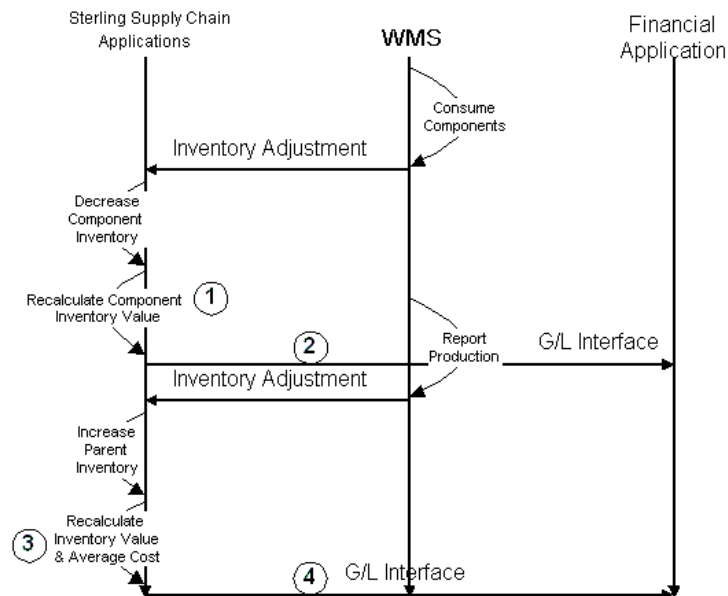 Sterling Supply Chain
Applications
WMS
Financial
Application
Consume
Components
Inventory Adjustment
Decrease
Component
Inventory
Recalculate Component
Inventory Value
1
2
Report
Production
G/L Interface
Inventory Adjustment
Increase
Parent
Inventory
Recalculate
Inventory Value
& Average Cost
3
4
G/L Interface